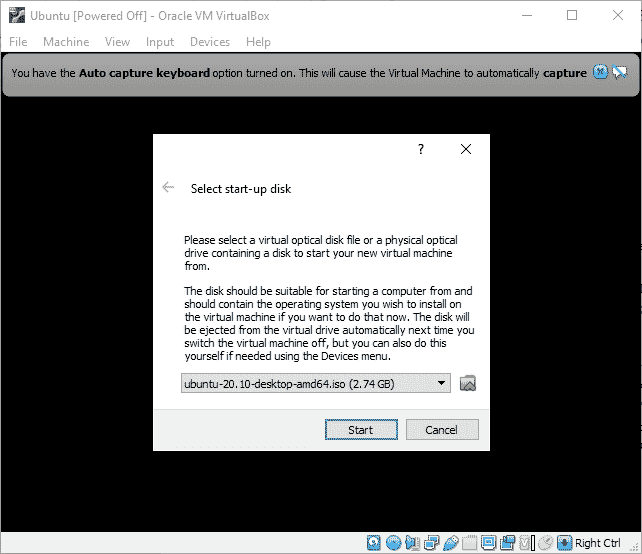 Ubuntu [Powered Off] - Oracle VM VirtualBox
File Machine View Input Devices Help
You have the Auto capture keyboard option turned on. This will cause the Virtual Machine to automatically capture
?
Select start-up disk
Please select a virtual optical disk file or a physical optical
drive containing a disk to start your new virtual machine
from.
The disk should be suitable for starting a computer from and
should contain the operating system you wish to install on
the virtual machine if you want to do that now. The disk will
be ejected from the virtual drive automatically next time you
switch the virtual machine off, but you can also do this
yourself if needed using the Devices menu.
ubuntu-20.10-desktop-amd64.iso (2.74 GB)
Start Cancel
Right Ctrl